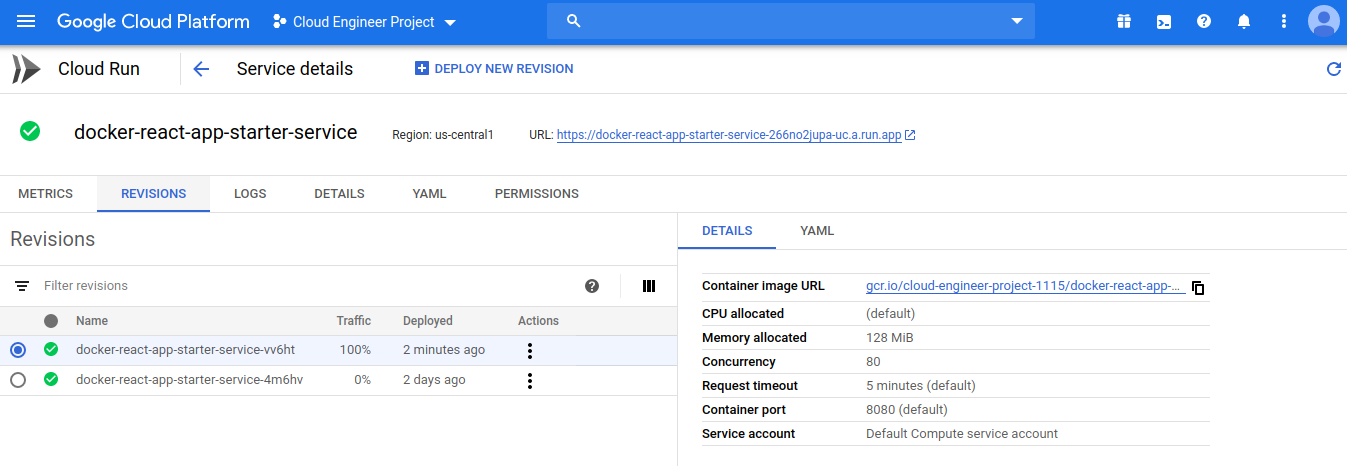 Google Cloud Platform Cloud Engineer Project
Cloud Run Service details DEPLOY NEW REVISION
docker-react-app-starter-service Region: us-central1 URL: https://docker-react-app-starter-service-266no2jupa-uc.a.run.app
METRICS REVISIONS LOGS DETAILS YAML PERMISSIONS
Revisions
Filter revisions
Name Traffic Deployed Actions
docker-react-app-starter-service-vv6ht 100% 2 minutes ago
docker-react-app-starter-service-4m6hv 0% 2 days ago
DETAILS YAML
Container image URL gcr.io/cloud-engineer-project-1115/docker-react-app-...
CPU allocated (default)
Memory allocated 128 MiB
Concurrency 80
Request timeout 5 minutes (default)
Container port 8080 (default)
Service account Default Compute service account